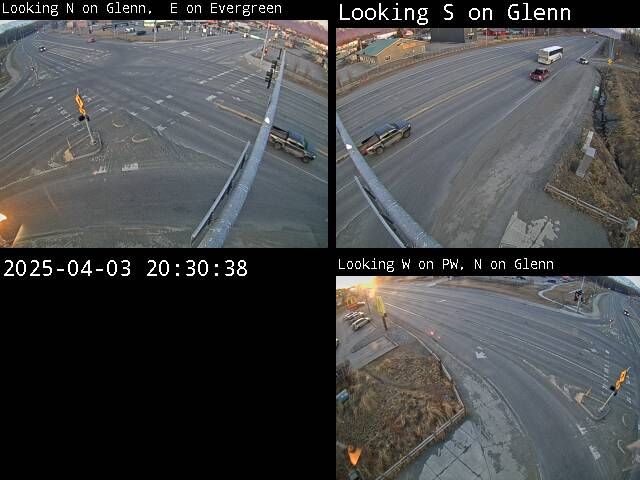 Looking N on Glenn,  E on Evergreen
Looking S on Glenn
2025-04-03 20:30:38
Looking W on PW, N on Glenn